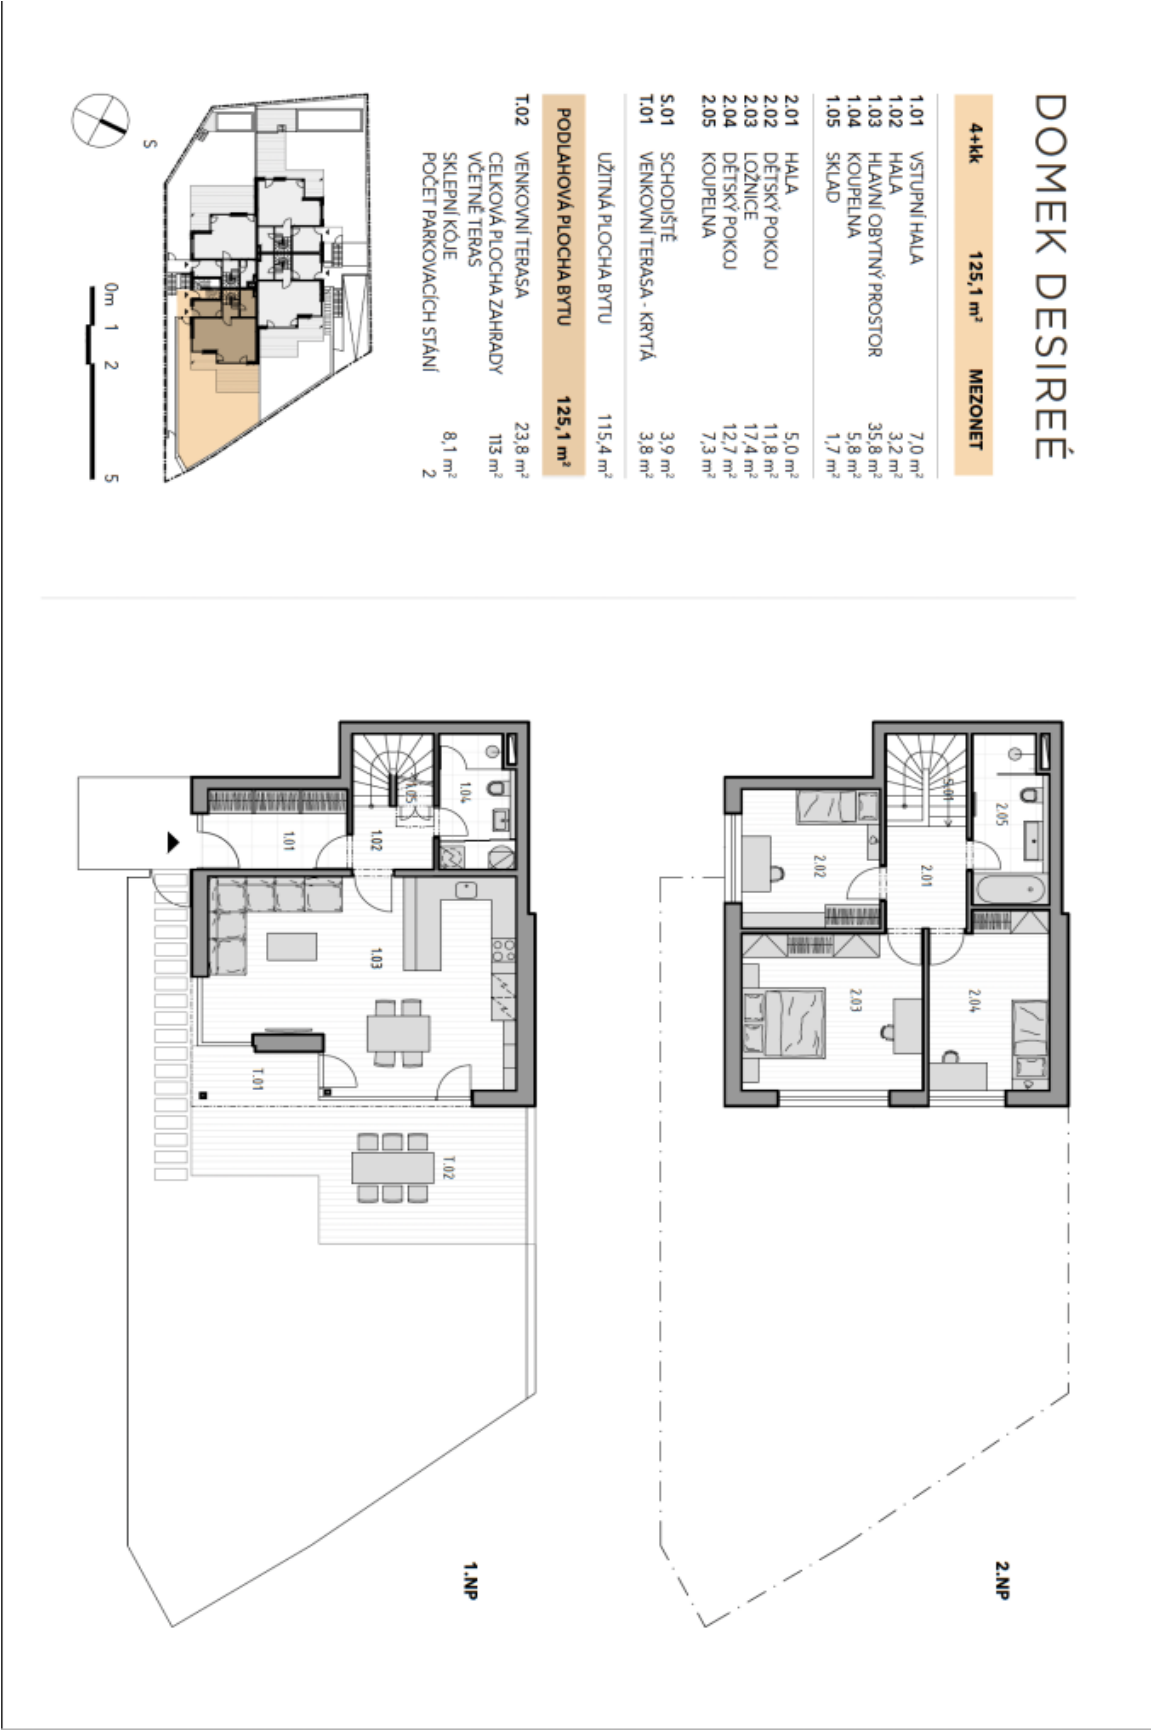 DOMEK DESIREÉ
4+kk 125,1 m² MEZONET
1.01 VSTUPNÍ HALA 7,0 m²
1.02 HALA 3,2 m²
1.03 HLAVNÍ OBYTNÝ PROSTOR 35,8 m²
1.04 KOUPELNA 5,8 m²
1.05 SKLAD 1,7 m²
2.01 HALA 5,0 m²
2.02 DĚTSKÝ POKOJ 11,8 m²
2.03 LOŽNICE 17,4 m²
2.04 DĚTSKÝ POKOJ 12,7 m²
2.05 KOUPELNA 7,3 m²
S.01 SCHODIŠTĚ 3,9 m²
T.01 VENKOVNÍ TERASA - KRYTÁ 3,8 m²
UŽITNÁ PLOCHA BYTU 115,4 m²
PODLAHOVÁ PLOCHA BYTU 125,1 m²
T.02 VENKOVNÍ TERASA 23,8 m²
CELKOVÁ PLOCHA ZAHRADY 113 m²
VČETNĚ TERAS
SKLEPNÍ KÓJE 8,1 m²
POČET PARKOVACÍCH STÁNÍ 2
S
0m 1 2 5
2.05
S.01
2.01
2.02
2.04
2.03
2.NP
1.04
1.05
1.02
1.01
1.03
T.01
T.02
1.NP